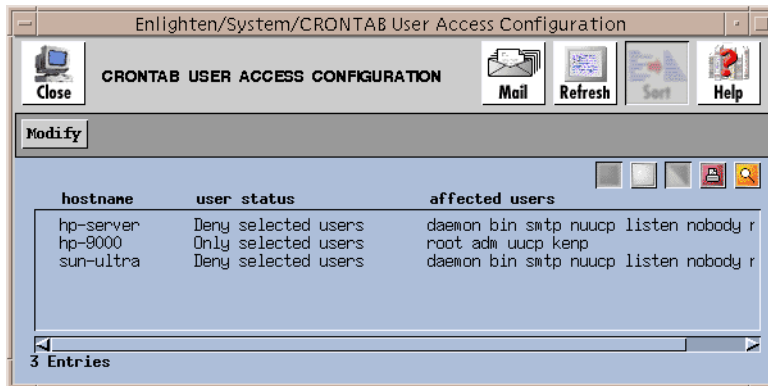 Enlighten/System/CRONTAB User Access Configuration
Close
CRONTAB USER ACCESS CONFIGURATION
Mail
Refresh
Sort
Help
Modify
hostname user status affected users
hp-server Deny selected users daemon bin smtp nuucp listen nobody r
hp-9000 Only selected users root adm uucp kenp
sun-ultra Deny selected users daemon bin smtp nuucp listen nobody r
3 Entries